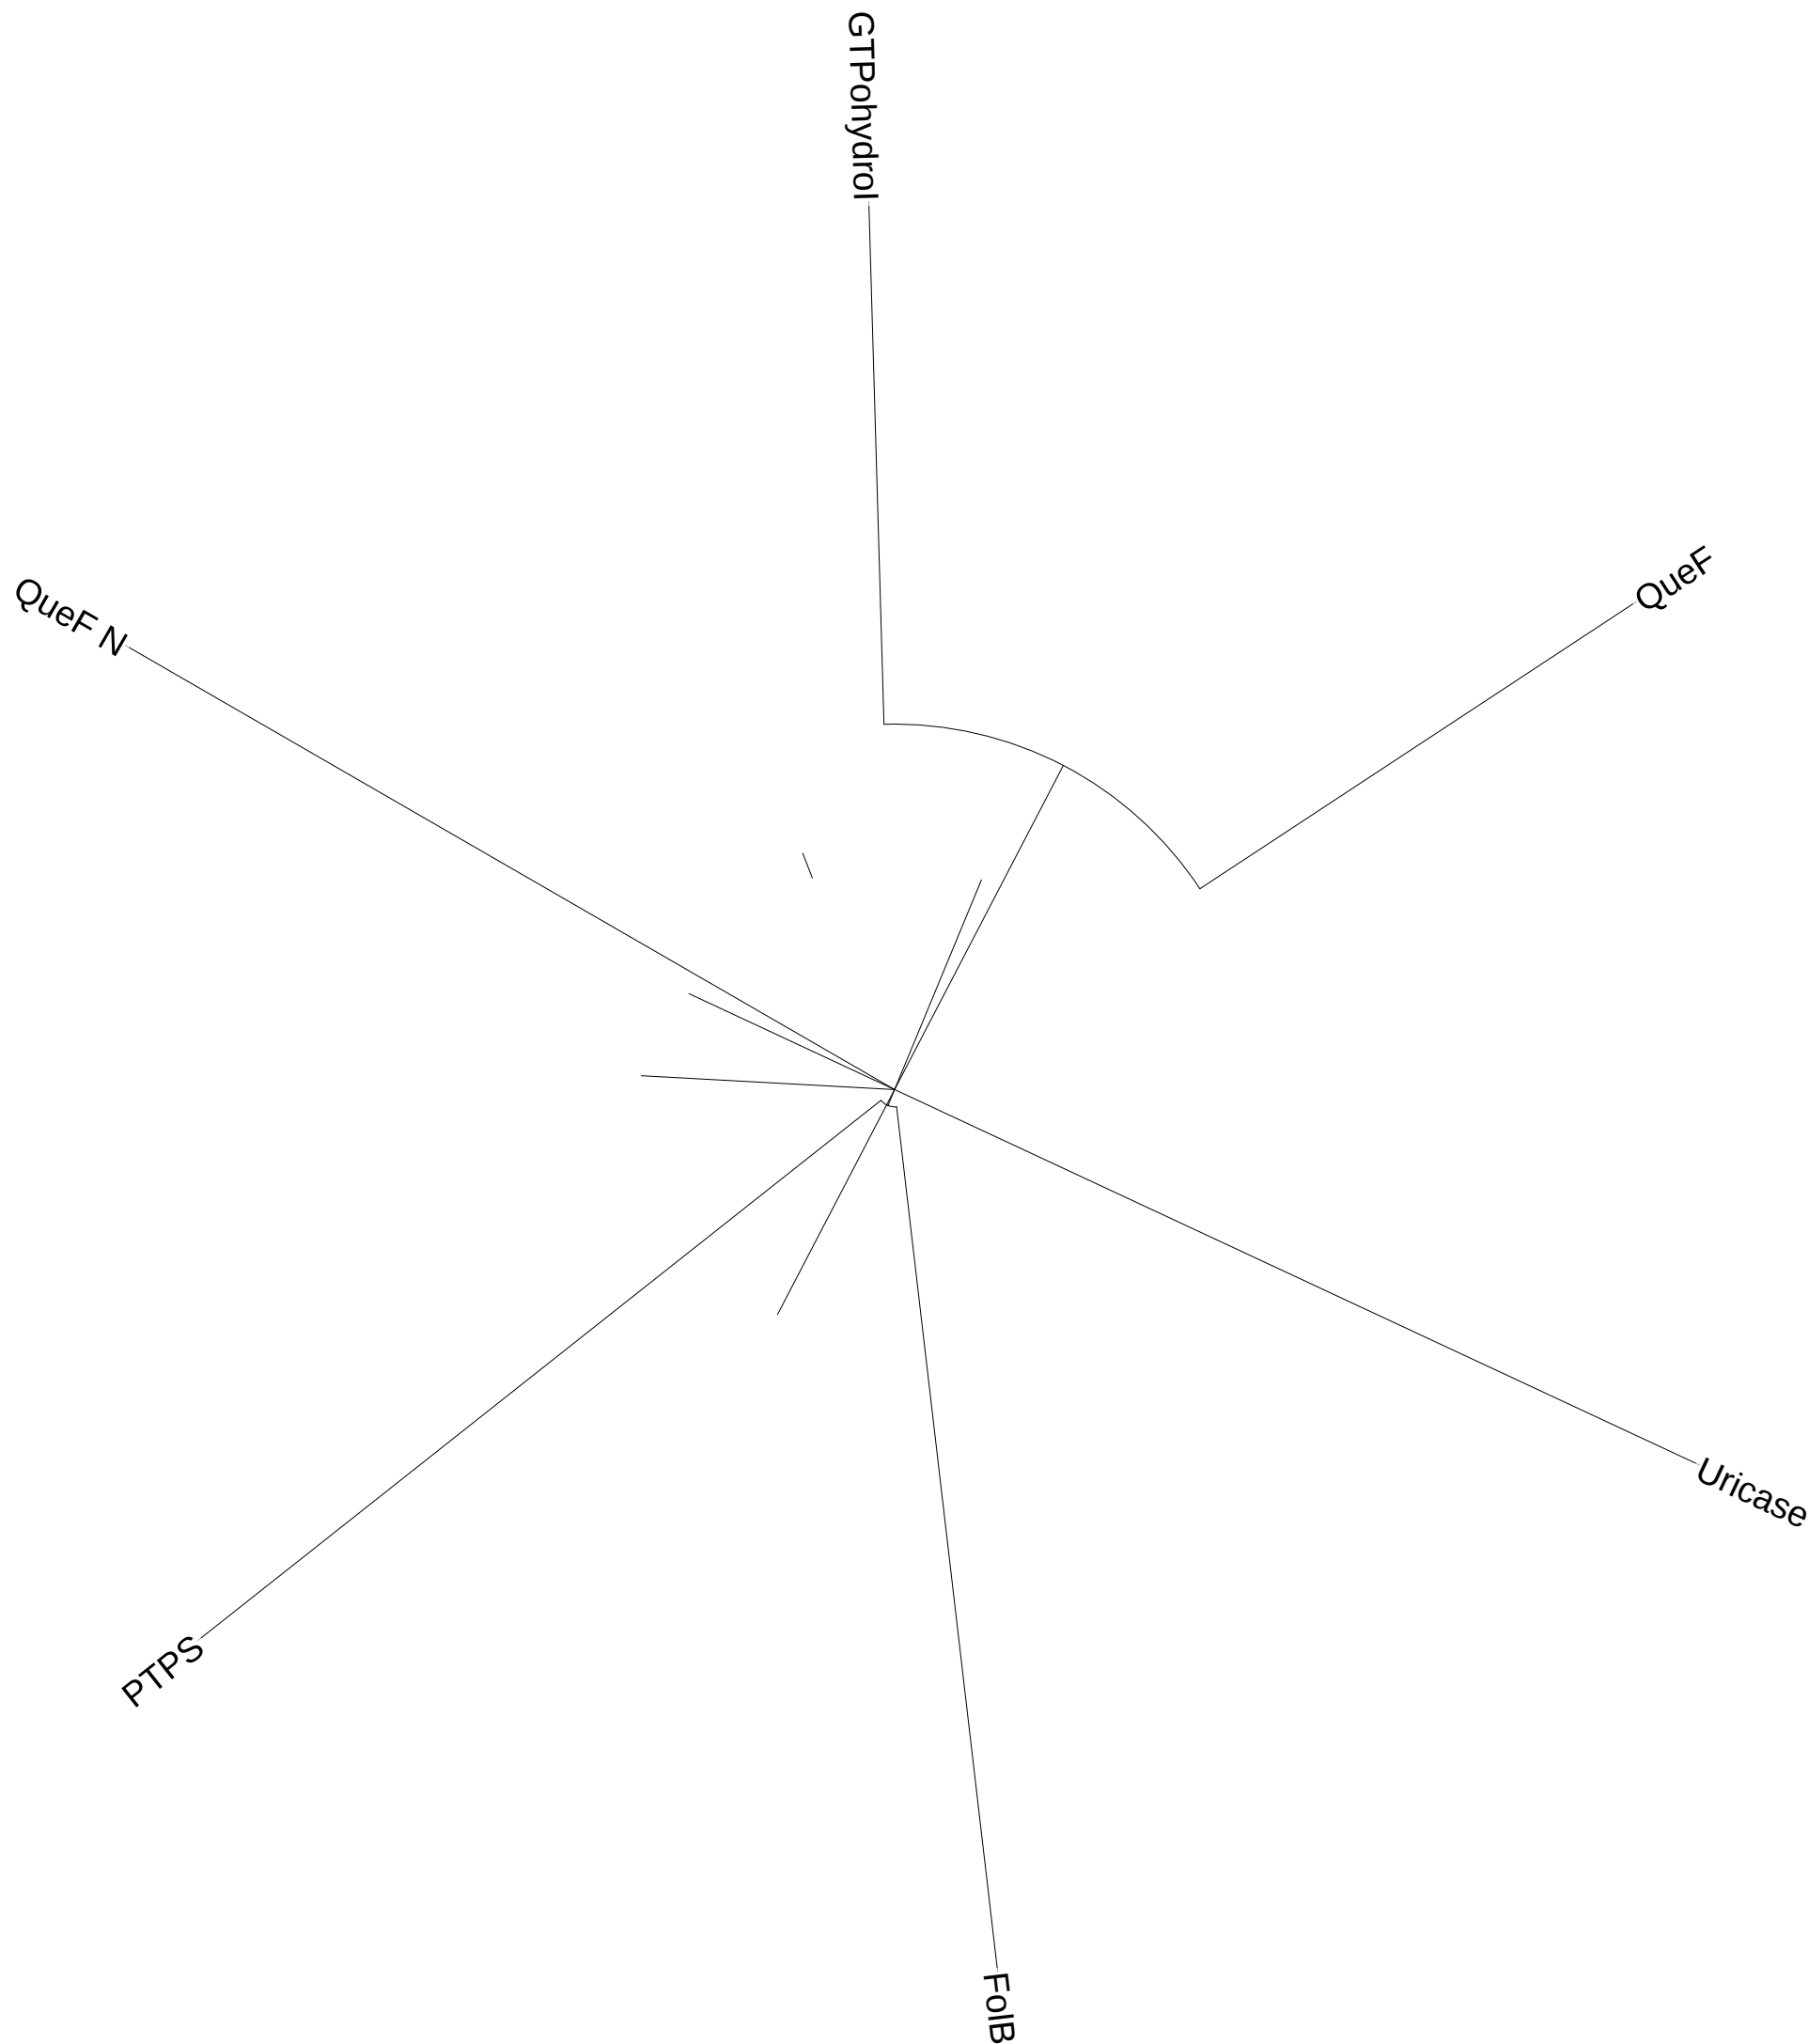 GTPohydrol
QueF
QueF N
Uricase
PTPS
FolB